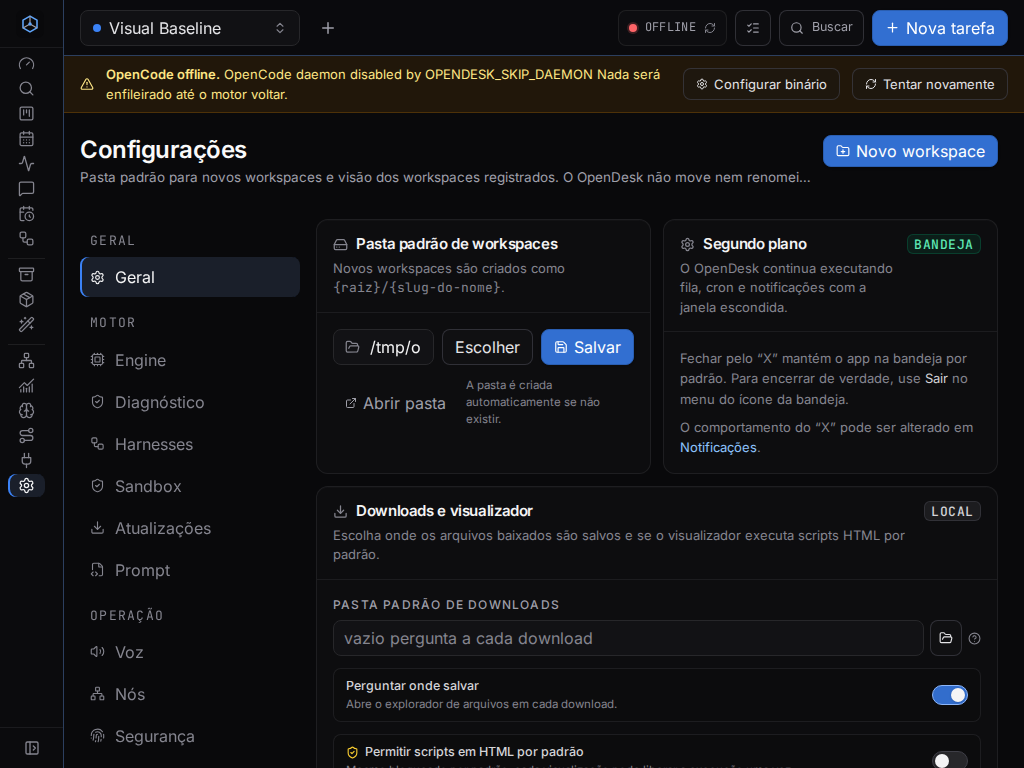 Visual Baseline
OFFLINE
Buscar
Nova tarefa
OpenCode offline. OpenCode daemon disabled by OPENDESK_SKIP_DAEMON Nada será
enfileirado até o motor voltar.
Configurar binário
Tentar novamente
Configurações
Pasta padrão para novos workspaces e visão dos workspaces registrados. O OpenDesk não move nem renomei...
Novo workspace
GERAL
Geral
MOTOR
Engine
Diagnóstico
Harnesses
Sandbox
Atualizações
Prompt
OPERAÇÃO
Voz
Nós
Segurança
Pasta padrão de workspaces
Novos workspaces são criados como
{raiz}/{slug-do-nome}.
/tmp/o
Escolher
Salvar
Abrir pasta
A pasta é criada
automaticamente se não
existir.
Segundo plano
BANDEJA
O OpenDesk continua executando
fila, cron e notificações com a
janela escondida.
Fechar pelo “X” mantém o app na bandeja por
padrão. Para encerrar de verdade, use Sair no
menu do ícone da bandeja.
O comportamento do “X” pode ser alterado em
Notificações.
Downloads e visualizador
LOCAL
Escolha onde os arquivos baixados são salvos e se o visualizador executa scripts HTML por
padrão.
PASTA PADRÃO DE DOWNLOADS
vazio pergunta a cada download
Perguntar onde salvar
Abre o explorador de arquivos em cada download.
Permitir scripts em HTML por padrão